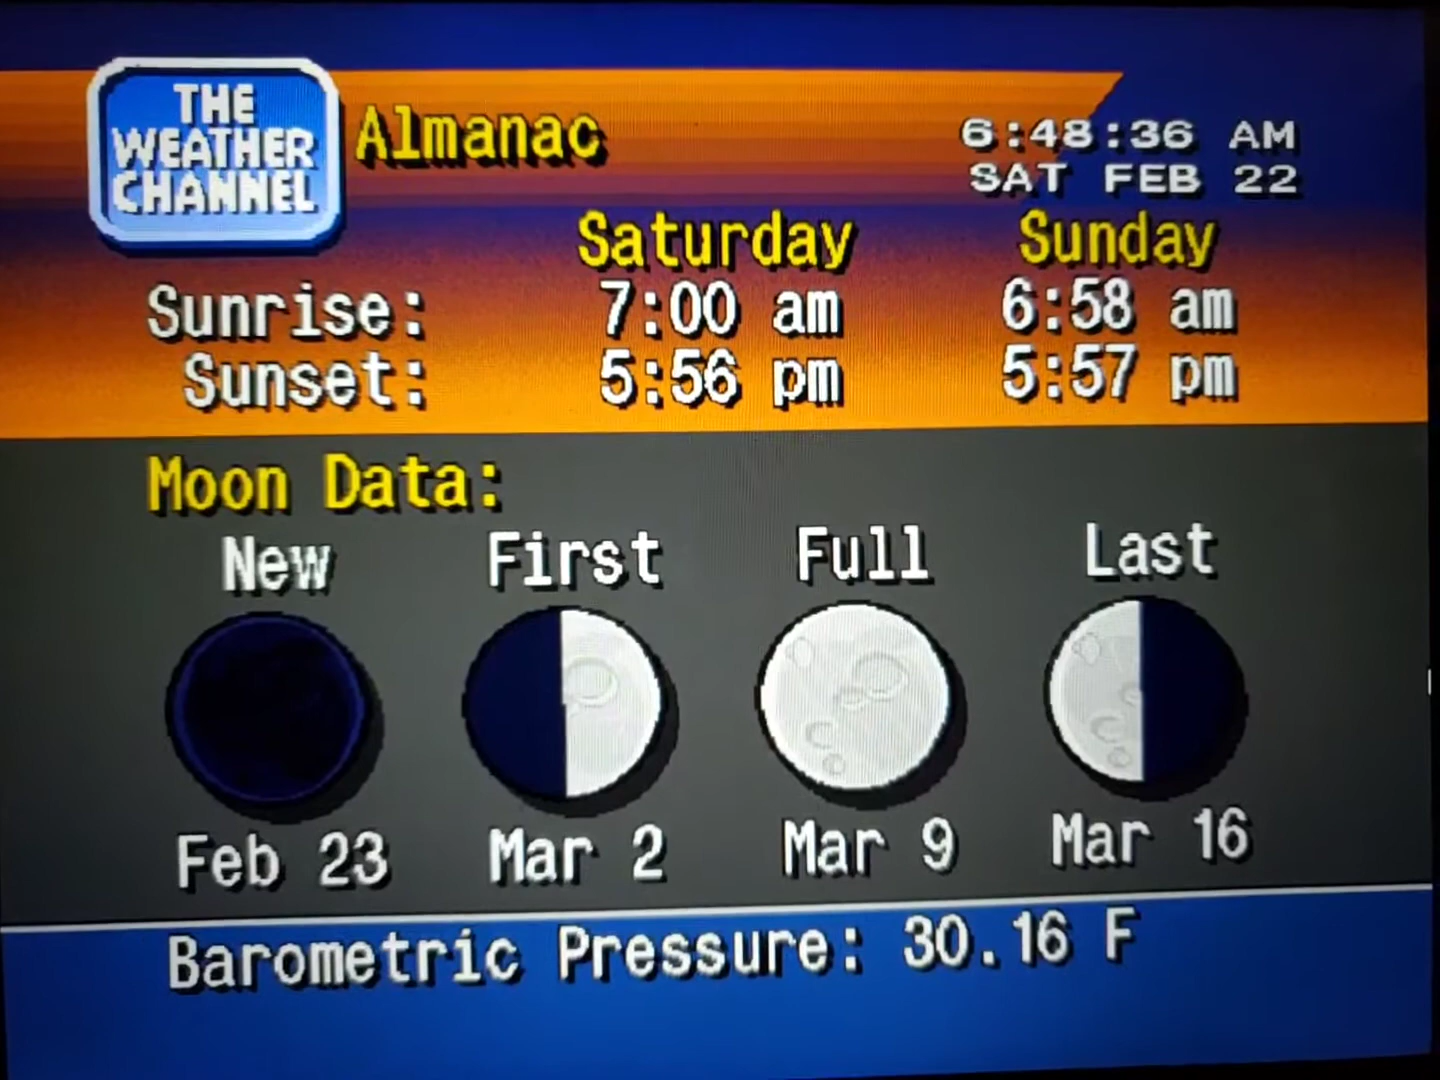 THE
WEATHER
CHANNEL
Almanac
6:48:36 AM
SAT FEB 22
Saturday Sunday
Sunrise: 7:00 am 6:58 am
Sunset: 5:56 pm 5:57 pm
Moon Data:
New First Full Last
Feb 23 Mar 2 Mar 9 Mar 16
Barometric Pressure: 30.16 F